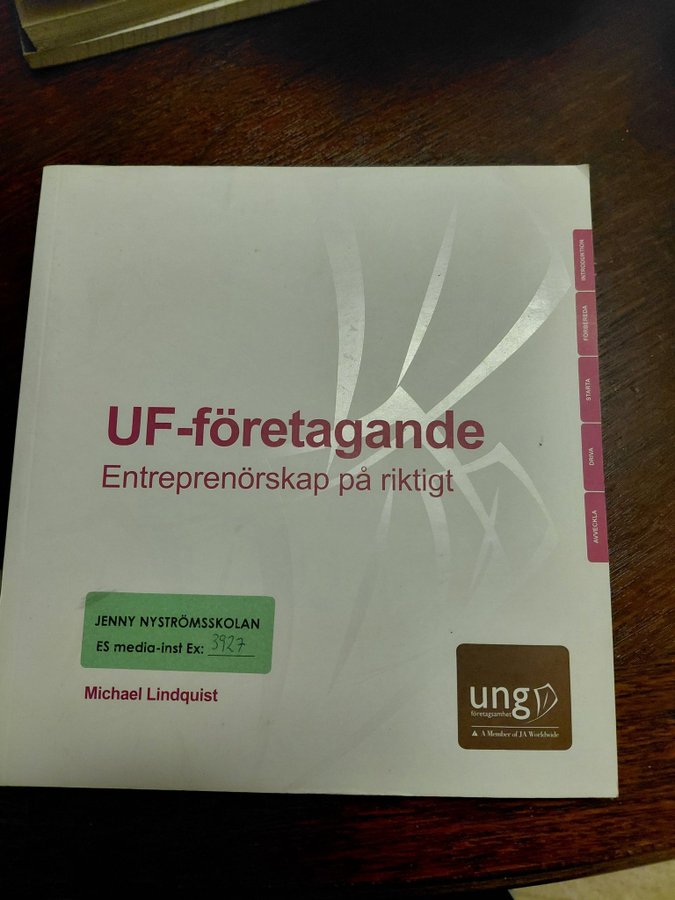 INTRODUKTION
FÖRBEREDA
STARTA
DRIVA
AVVECKLA
UF-företagande
Entreprenörskap på riktigt
JENNY NYSTRÖMSSKOLAN
ES media-inst Ex: 3927
Michael Lindquist
ung
företagsamhet
A Member of JA Worldwide